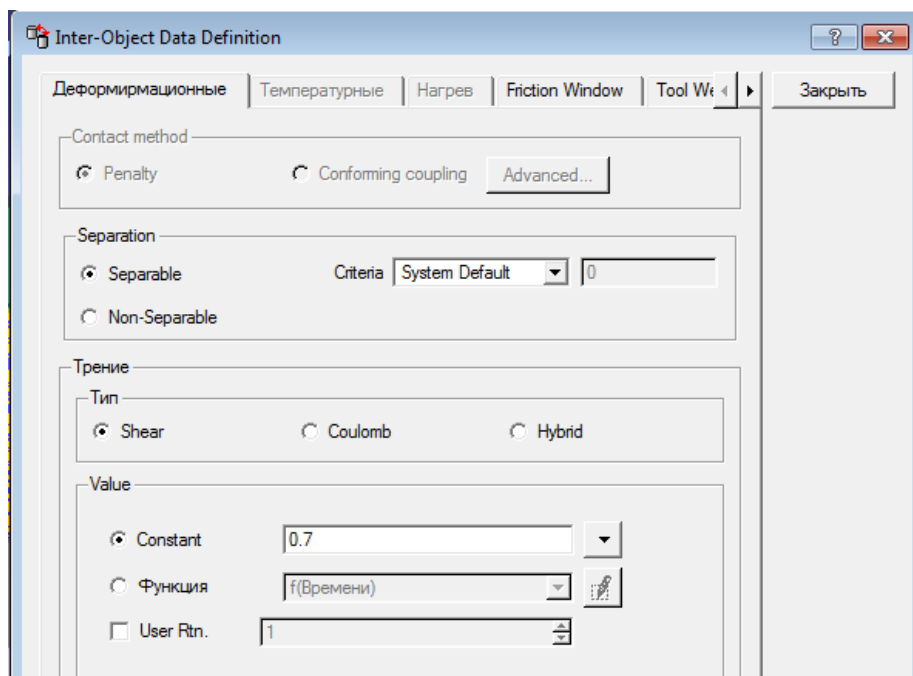 Inter-Object Data Definition
Деформирмационные Температурные Нагрев Friction Window Tool We Закрыть
Contact method
Penalty Conforming coupling Advanced...
Separation
Separable Criteria System Default 0
Non-Separable
Трение
Тип
Shear Coulomb Hybrid
Value
Constant 0.7
Функция f(Времени)
User Rtn. 1